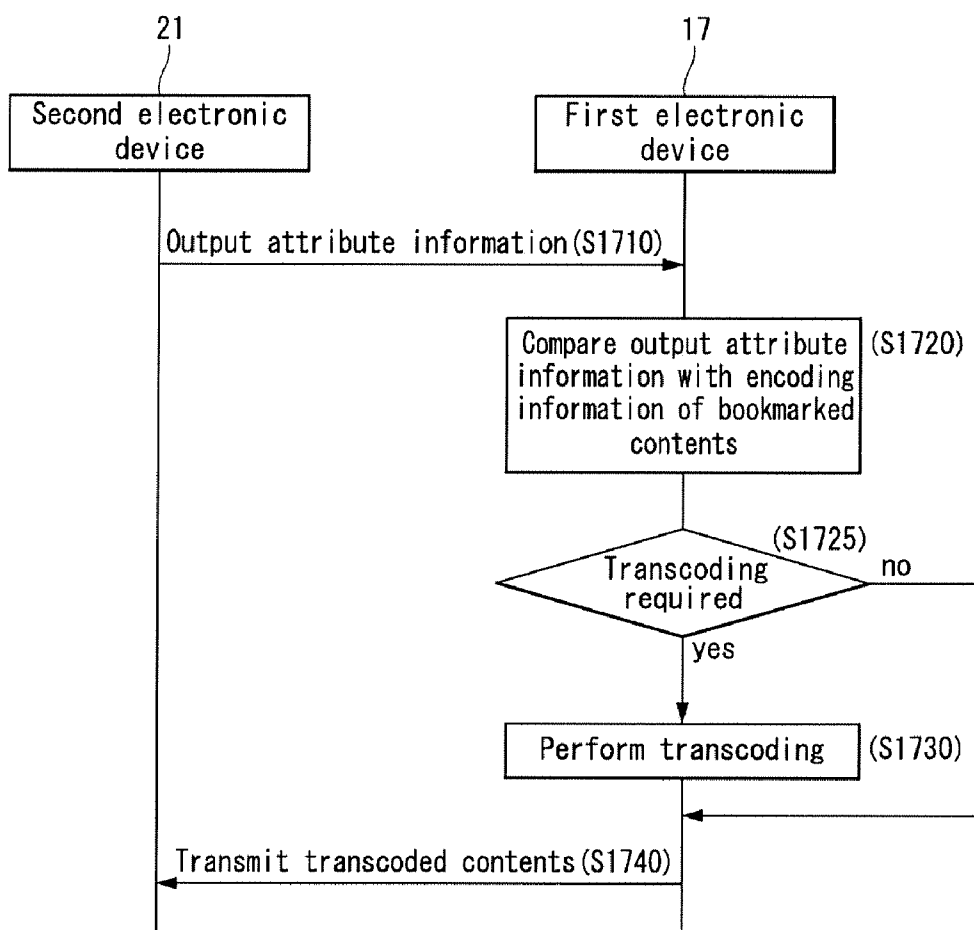 21
17
Second electronic
device
First electronic
device
Output attribute information(S1710)
Compare output attribute
information with encoding
information of bookmarked
contents
(S1720)
(S1725)
Transcoding
required
no
yes
Perform transcoding
(S1730)
Transmit transcoded contents(S1740)